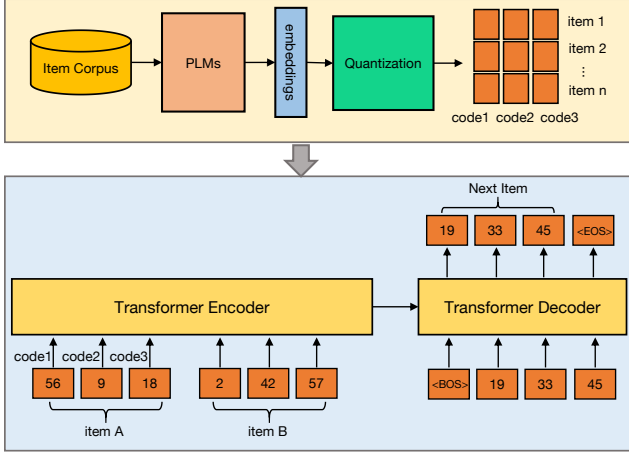 Item Corpus
PLMs
embeddings
Quantization
item 1
item 2
⋮
item n
code1 code2 code3
Next Item
19 33 45 <EOS>
Transformer Encoder
Transformer Decoder
code1 code2 code3
56 9 18 2 42 57
<BOS> 19 33 45
item A
item B